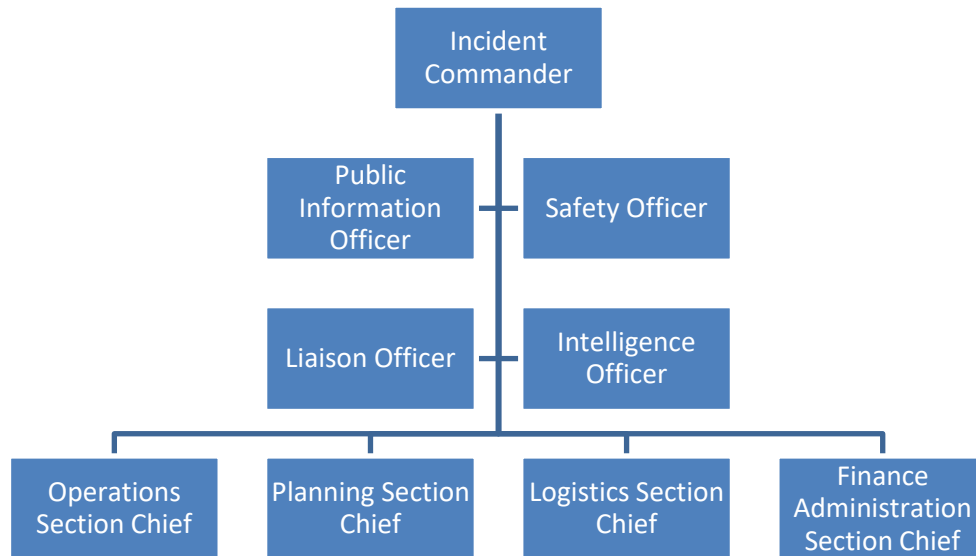 Incident
Commander
Public
Information
Officer
Safety Officer
Liaison Officer
Intelligence
Officer
Operations
Section Chief
Planning Section
Chief
Logistics Section
Chief
Finance
Administration
Section Chief